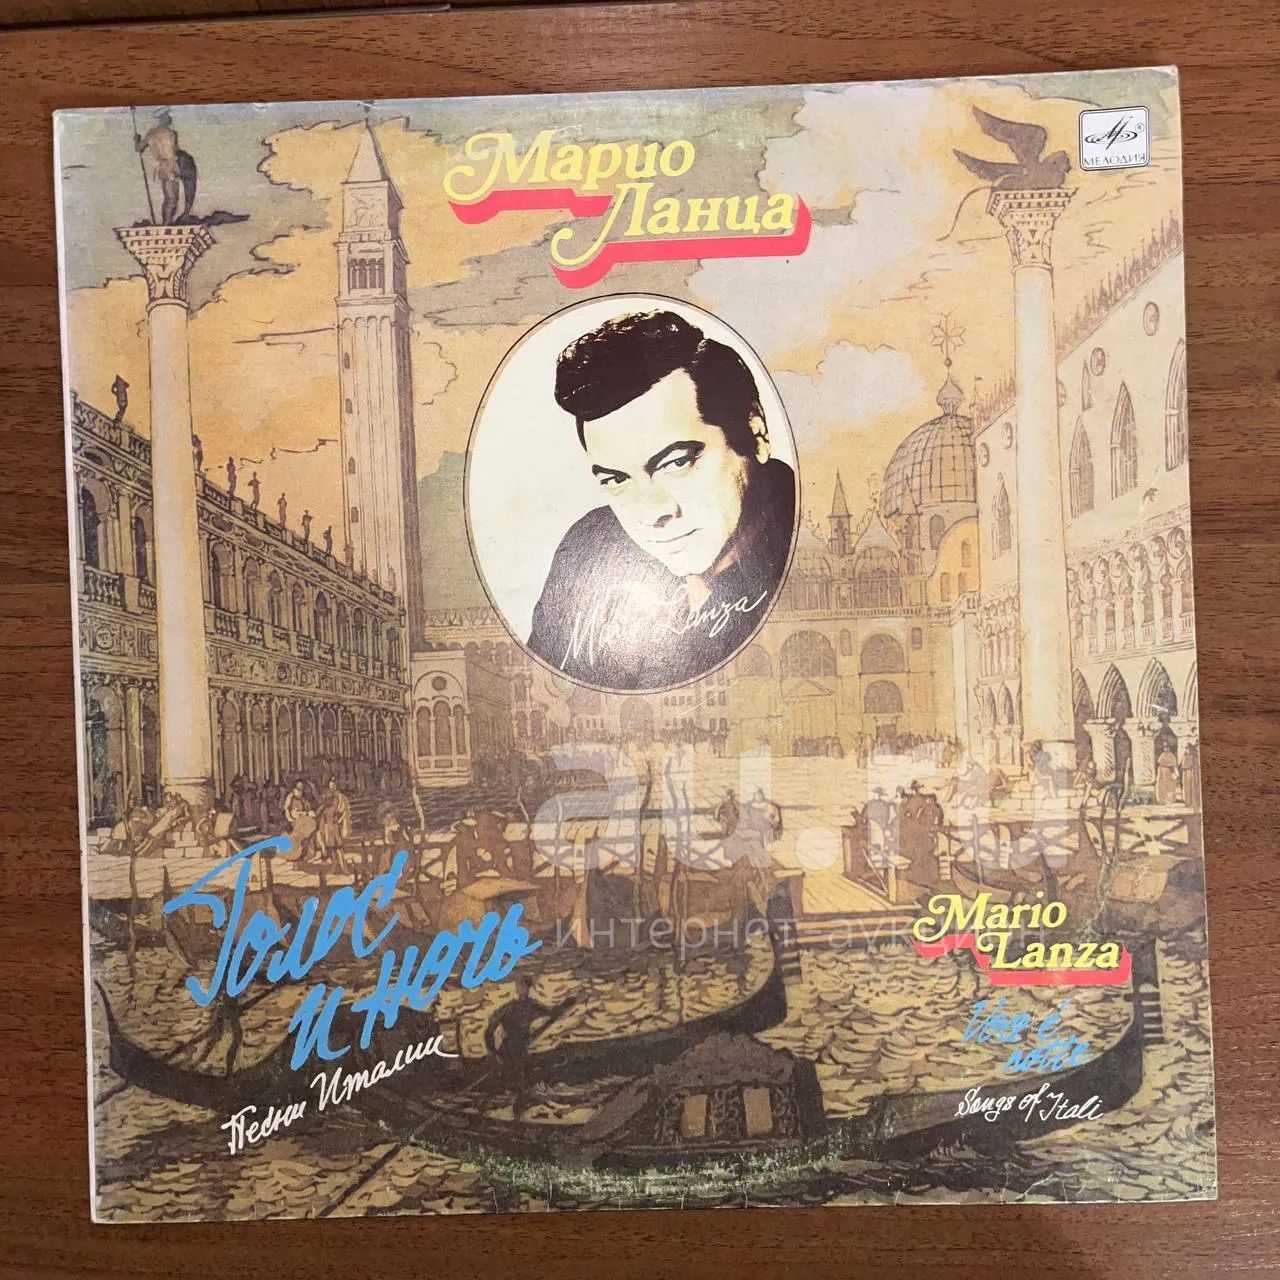 Марио
Ланца
МЕЛОДИЯ
Mario Lanza
Голос
и ночь
Песни Италии
Mario
Lanza
é
notte
Songs of Itali
au.ru
интернет-аукцион